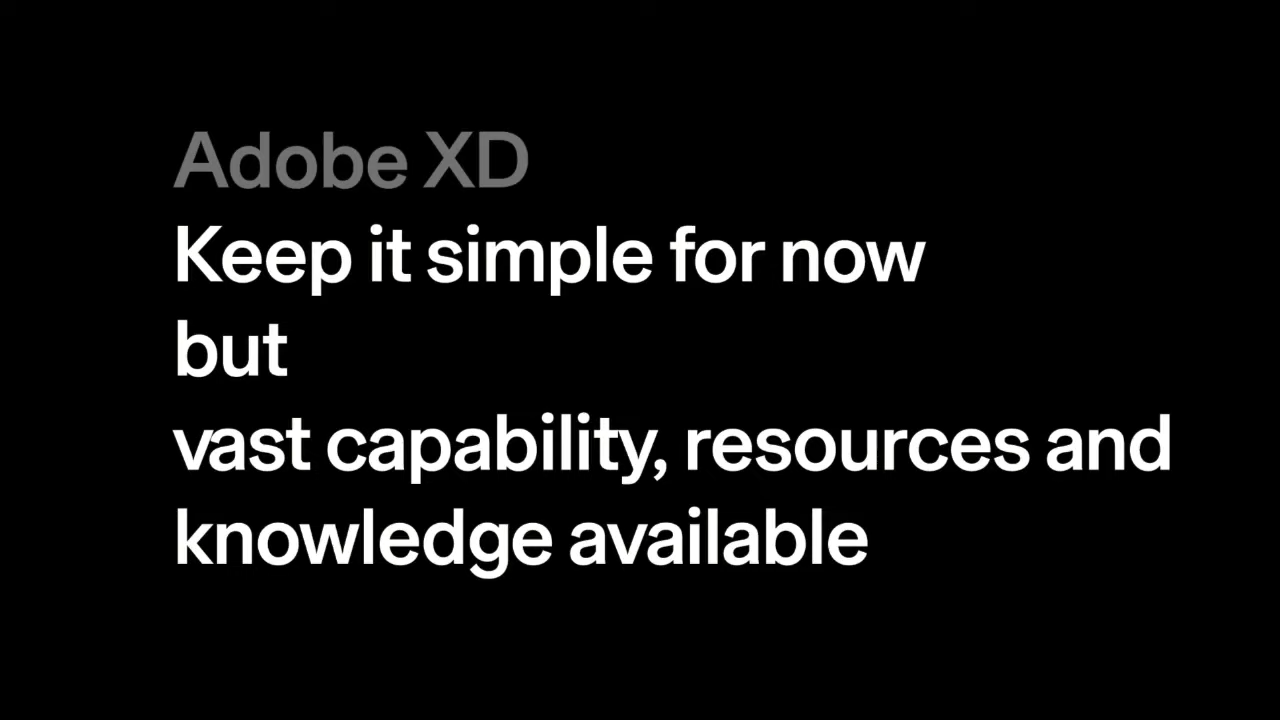 Adobe XD
Keep it simple for now
but
vast capability, resources and
knowledge available